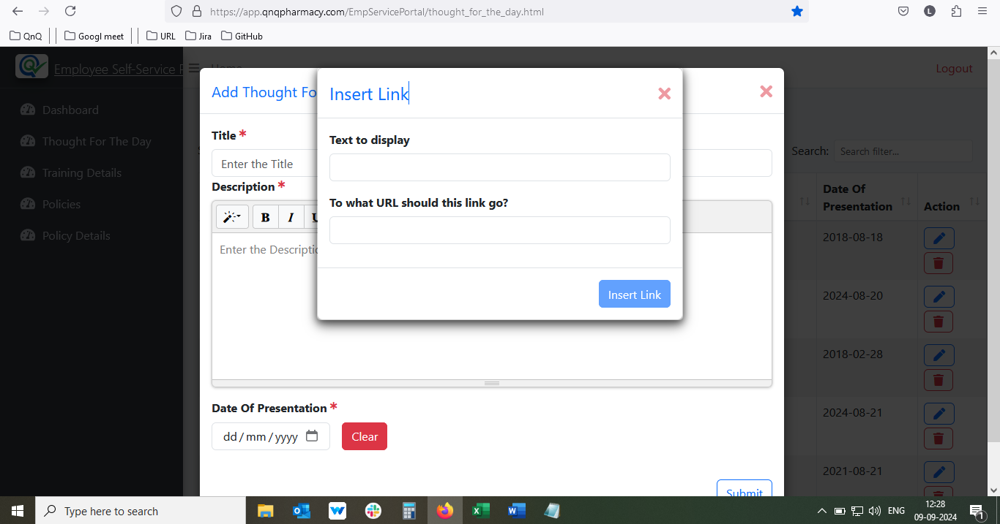 https://app.qnqpharmacy.com/EmpServicePortal/thought_for_the_day.html
L
QnQ
Googl meet
URL
Jira
GitHub
Employee Self-Service P
Home
Logout
Dashboard
Thought For The Day
Training Details
Policies
Policy Details
Add Thought Fo
Insert Link
Title *
Enter the Title
Text to display
Search:
Search filter...
Description *
B I U
Enter the Descriptio
To what URL should this link go?
Insert Link
Date Of Presentation
Action
2018-08-18
2024-08-20
2018-02-28
2024-08-21
2021-08-21
Date Of Presentation *
dd / mm / yyyy
Clear
Submit
Type here to search
ENG
12:28
09-09-2024
1